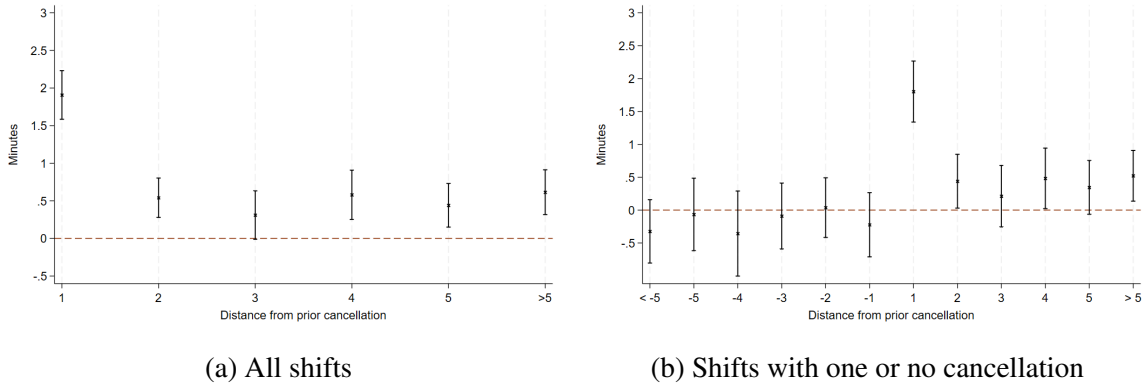 3
2.5
2
1.5
1
.5
0
-.5
Minutes
1 2 3 4 5 >5
Distance from prior cancellation
(a) All shifts
3
2.5
2
1.5
1
.5
0
-.5
Minutes
< -5 -5 -4 -3 -2 -1 1 2 3 4 5 > 5
Distance from prior cancellation
(b) Shifts with one or no cancellation